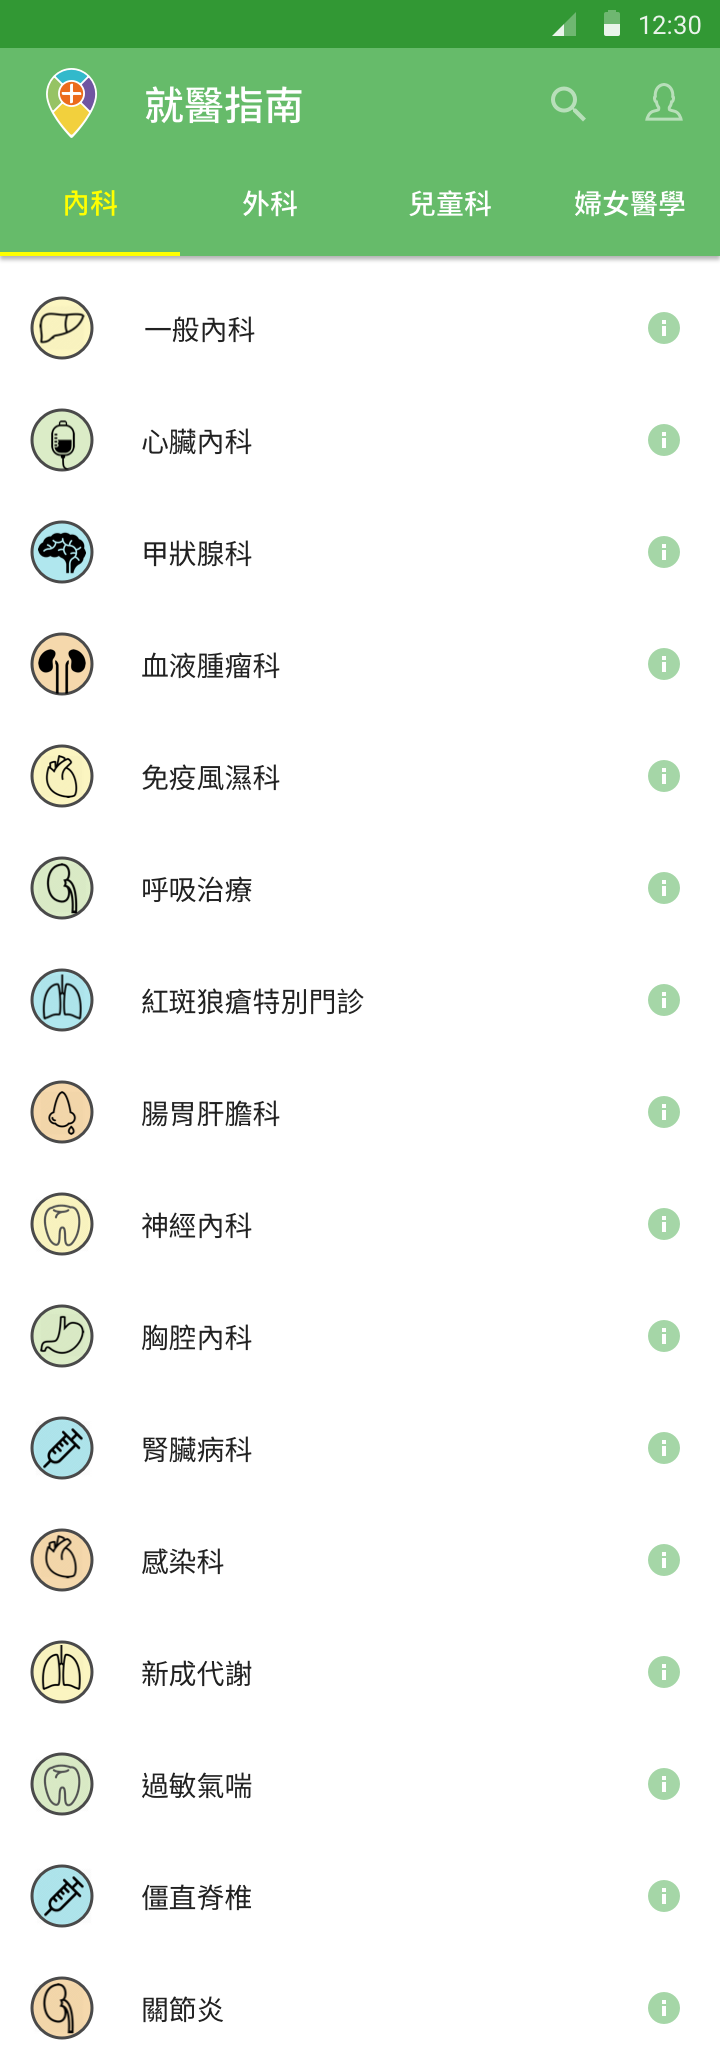 12:30
就醫指南
內科
外科
兒童科
婦女醫學
一般內科
心臟內科
甲狀腺科
血液腫瘤科
免疫風濕科
呼吸治療
紅斑狼瘡特別門診
腸胃肝膽科
神經內科
胸腔內科
腎臟病科
感染科
新成代謝
過敏氣喘
僵直脊椎
關節炎